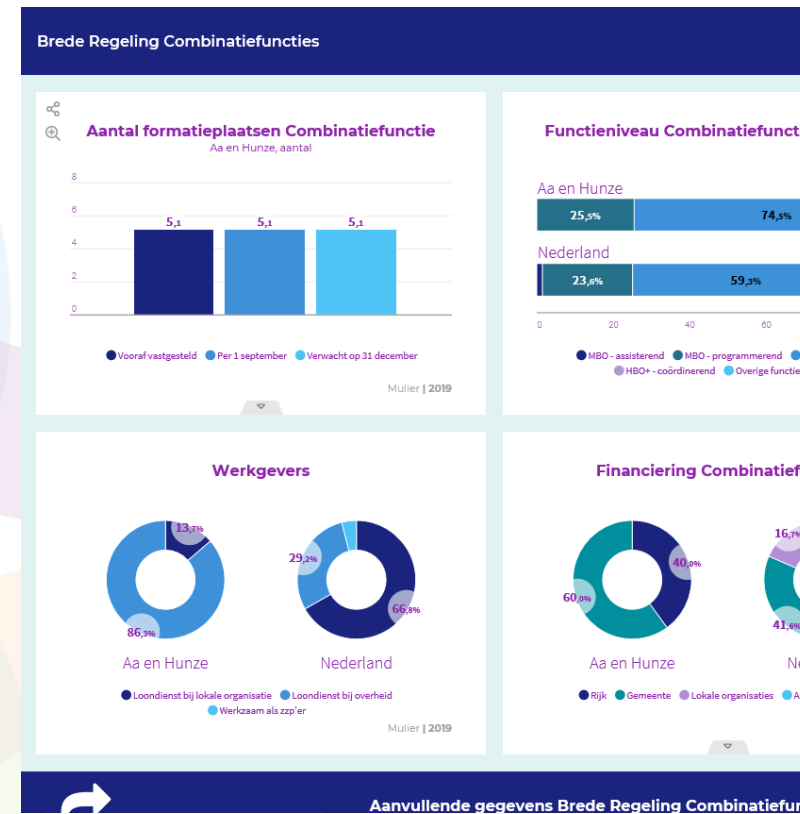 Brede Regeling Combinatiefuncties
Aantal formatieplaatsen Combinatiefunctie
Aa en Hunze, aantal
8
6
4
2
0
5,1
5,1
5,1
Vooraf vastgesteld
Per 1 september
Verwacht op 31 december
Mulier | 2019
Functieniveau Combinatiefunct
Aa en Hunze
25,5%
74,5%
Nederland
23,6%
59,3%
0
20
40
60
MBO - assisterend
MBO - programmerend
HBO+ - coördinerend
Overige functie
Werkgevers
13,7%
86,3%
Aa en Hunze
29,2%
66,8%
Nederland
Loondienst bij lokale organisatie
Loondienst bij overheid
Werkzaam als zzp'er
Mulier | 2019
Financiering Combinatief
40,0%
60,0%
Aa en Hunze
16,7%
41,6%
Ne
Rijk
Gemeente
Lokale organisaties
A
Aanvullende gegevens Brede Regeling Combinatiefun